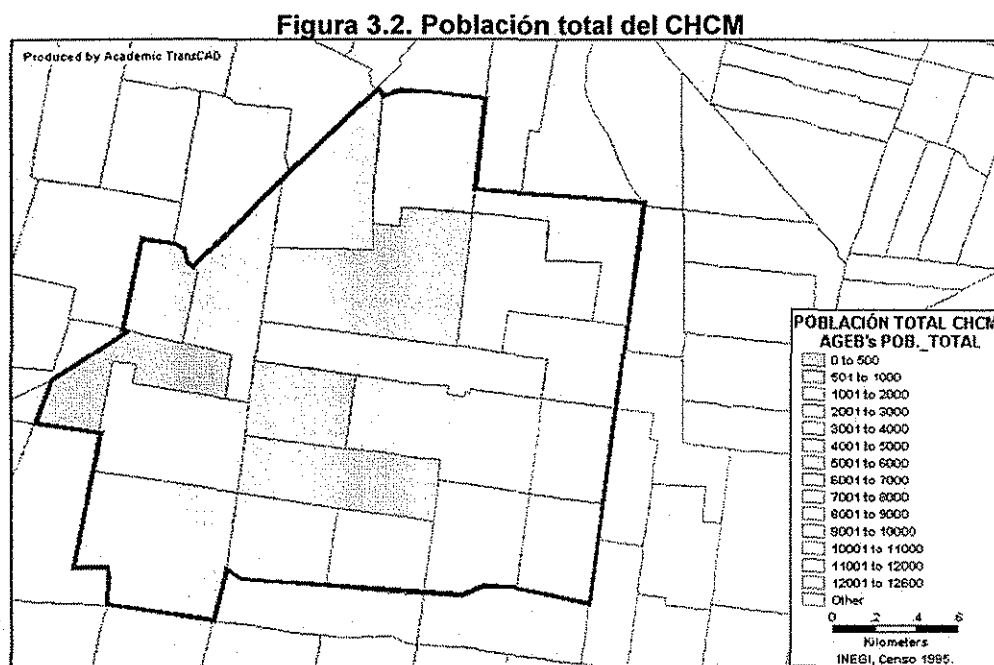 Figura 3.2. Población total del CHCM
Produced by Academic TransCAD
POBLACIÓN TOTAL CHCM
AGEB's POB._TOTAL
0 to 500
501 to 1000
1001 to 2000
2001 to 3000
3001 to 4000
4001 to 5000
5001 to 6000
6001 to 7000
7001 to 8000
8001 to 9000
9001 to 10000
10001 to 11000
11001 to 12000
12001 to 12600
Other
0 .2 .4 .6
Kilometers
INEGI, Censo 1995.